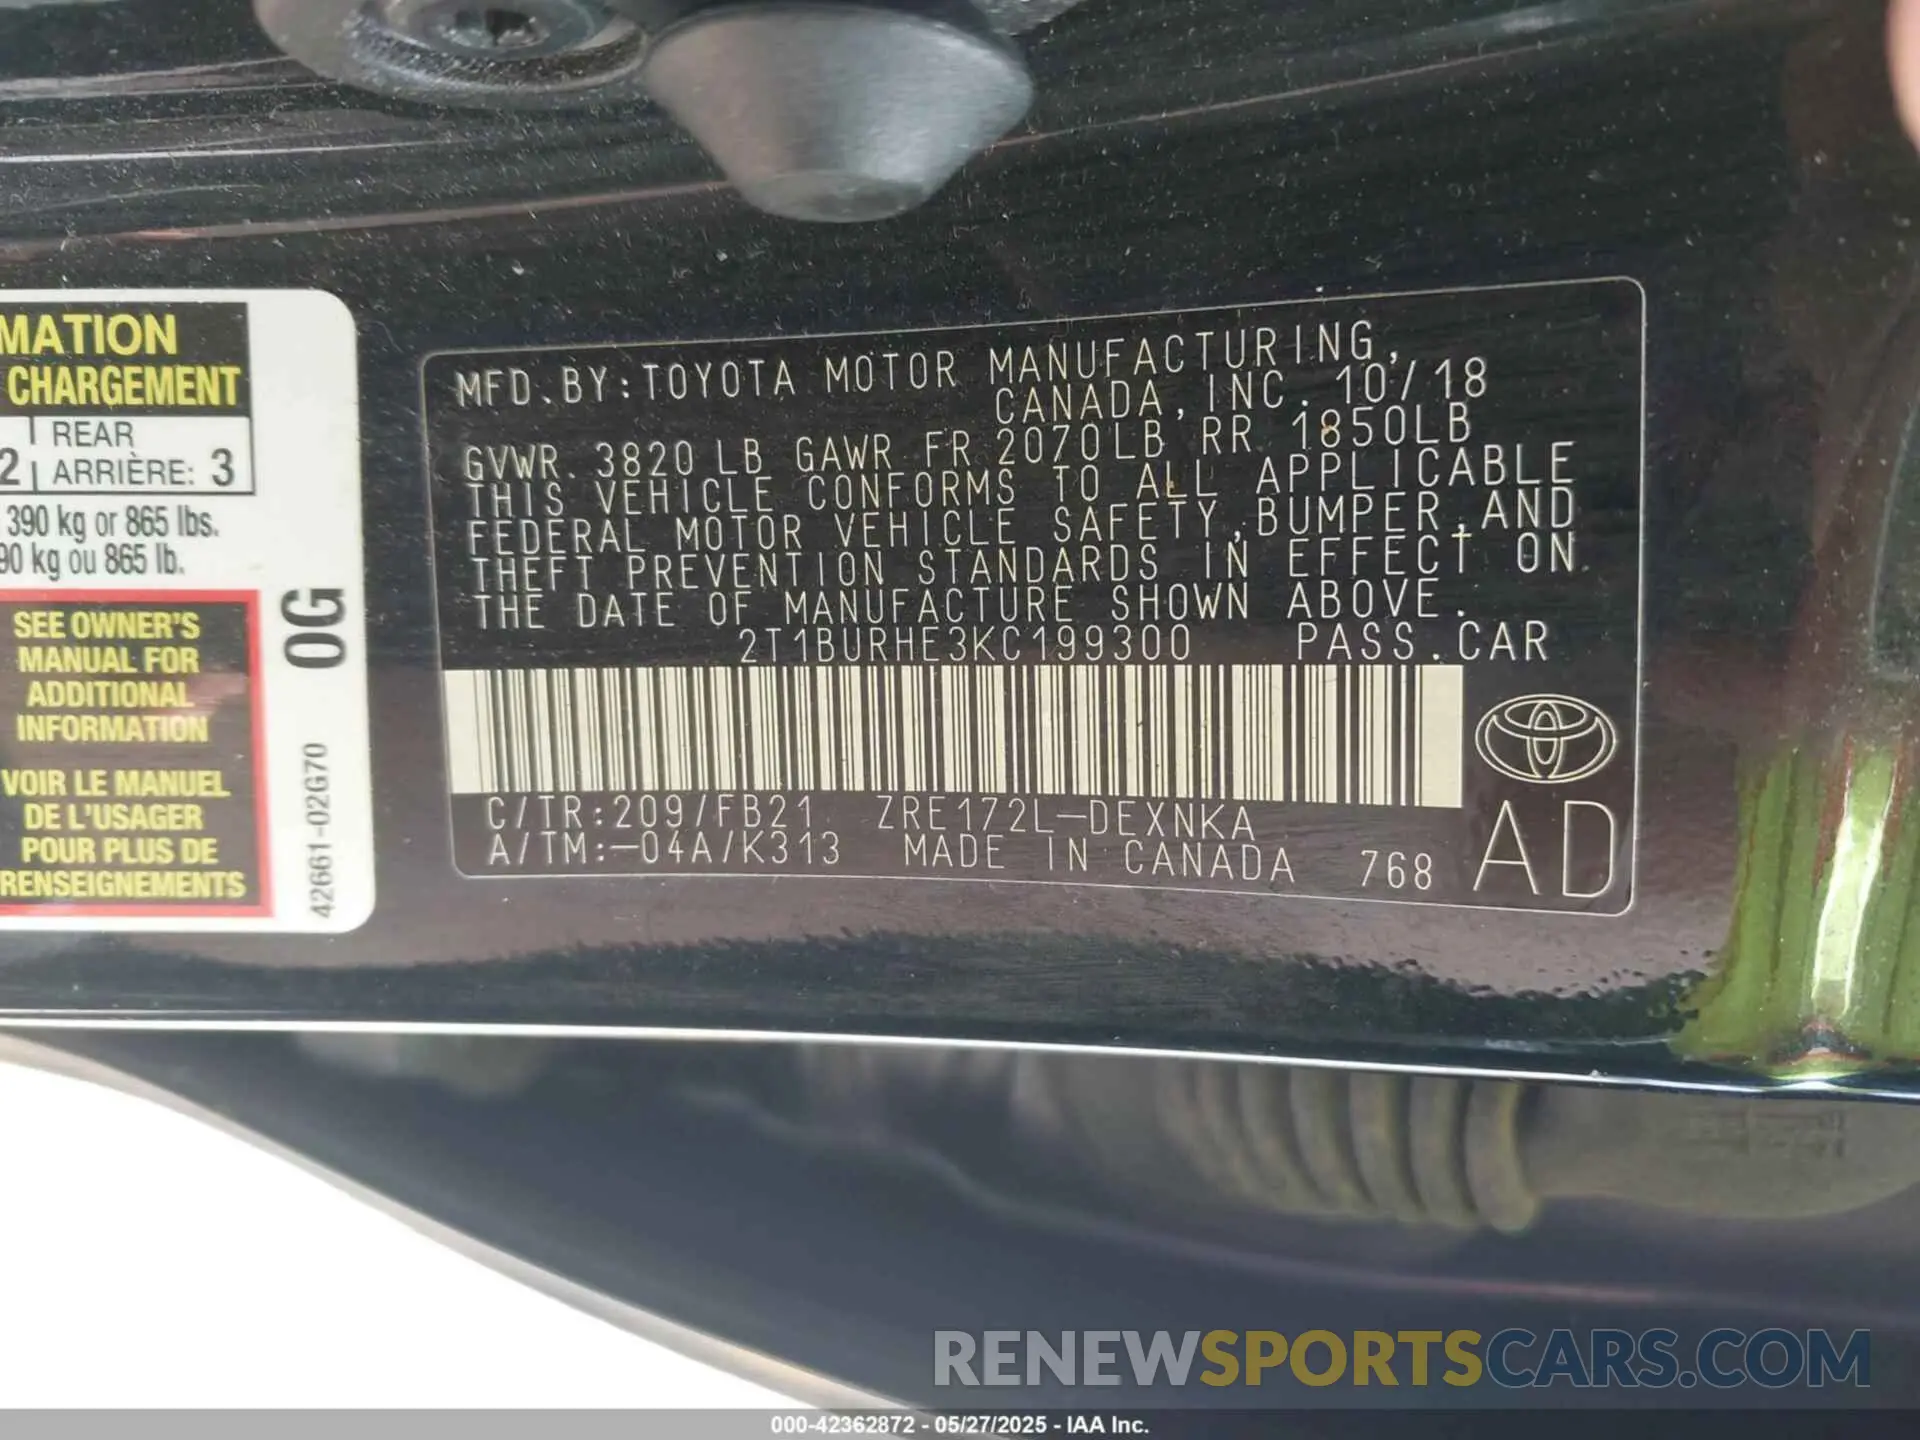 MATION
CHARGEMENT
2 | REAR
ARRIÈRE: 3
390 kg or 865 lbs.
90 kg ou 865 lb.
SEE OWNER'S
MANUAL FOR
ADDITIONAL
INFORMATION
VOIR LE MANUEL
DE L'USAGER
POUR PLUS DE
RENSEIGNEMENTS
0G
42661-02G70
MFD.BY:TOYOTA MOTOR MANUFACTURING,
CANADA,INC. 10/18
GVWR. 3820 LB GAWR FR 2070LB RR 1850LB
THIS VEHICLE CONFORMS TO ALL APPLICABLE
FEDERAL MOTOR VEHICLE SAFETY,BUMPER,AND
THEFT PREVENTION STANDARDS IN EFFECT ON
THE DATE OF MANUFACTURE SHOWN ABOVE.
2T1BURHE3KC199300 PASS.CAR
C/TR:209/FB21 ZRE172L-DEXNKA
A/TM:-04A/K313 MADE IN CANADA 768
AD
RENEWSPORTSCARS.COM
000-42362872 - 05/27/2025 - IAA Inc.